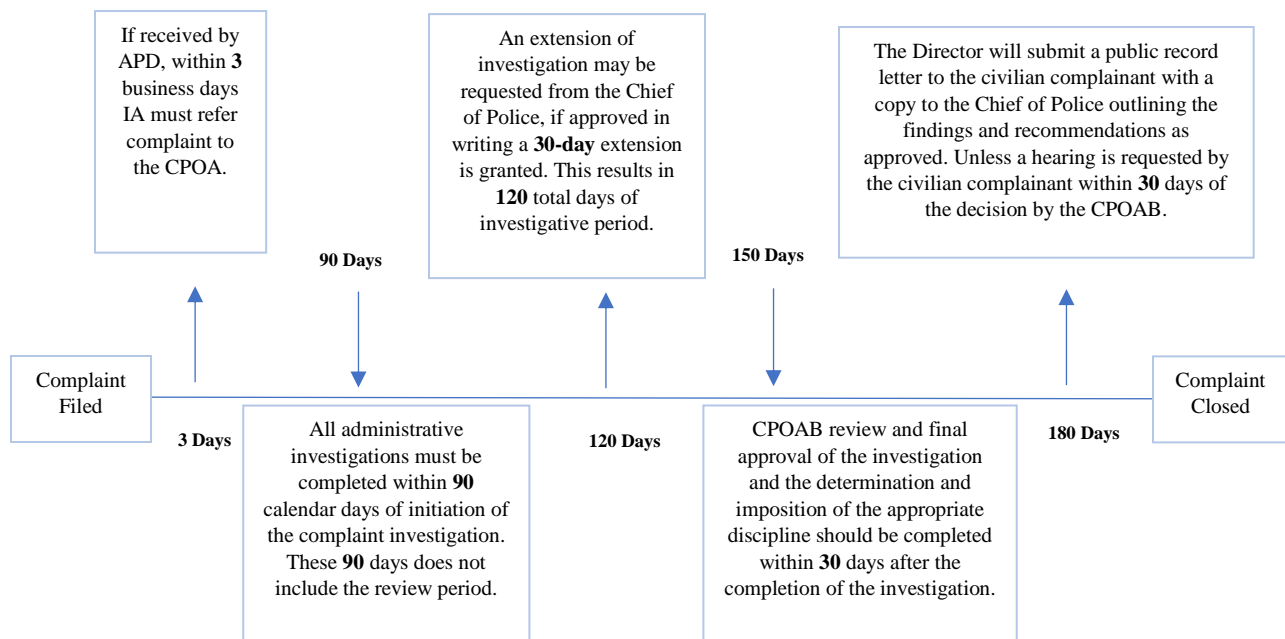 If received by
APD, within 3
business days
IA must refer
complaint to
the CPOA.
An extension of
investigation may be
requested from the Chief
of Police, if approved in
writing a 30-day extension
is granted. This results in
120 total days of
investigative period.
The Director will submit a public record
letter to the civilian complainant with a
copy to the Chief of Police outlining the
findings and recommendations as
approved. Unless a hearing is requested by
the civilian complainant within 30 days of
the decision by the CPOAB.
90 Days
150 Days
Complaint
Filed
Complaint
Closed
3 Days
120 Days
180 Days
All administrative
investigations must be
completed within 90
calendar days of initiation of
the complaint investigation.
These 90 days does not
include the review period.
CPOAB review and final
approval of the investigation
and the determination and
imposition of the appropriate
discipline should be completed
within 30 days after the
completion of the investigation.